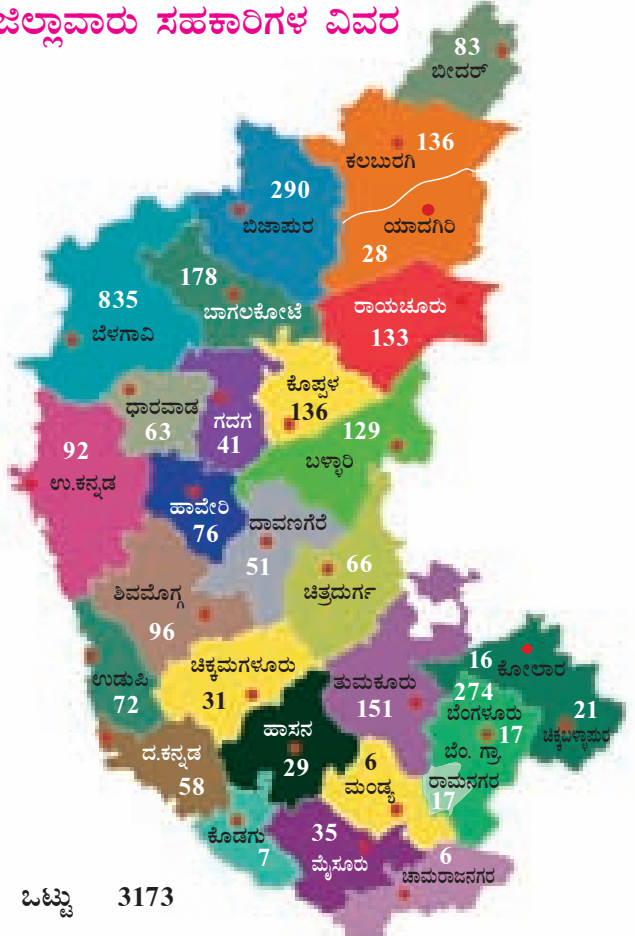 ಜಿಲ್ಲಾವಾರು ಸಹಕಾರಿಗಳ ವಿವರ
83
ಬೀದರ್
136
ಕಲಬುರಗಿ
ಯಾದಗಿರಿ
28
290
ಬಿಜಾಪುರ
178
ಬಾಗಲಕೋಟೆ
835
ಬೆಳಗಾವಿ
ರಾಯಚೂರು
133
ಧಾರವಾಡ
63
ಗದಗ
41
ಕೊಪ್ಪಳ
136
129
ಬಳ್ಳಾರಿ
92
ಉ.ಕನ್ನಡ
ಹಾವೇರಿ
76
ದಾವಣಗೆರೆ
51
66
ಚಿತ್ರದುರ್ಗ
ಶಿವಮೊಗ್ಗ
96
ಉಡುಪಿ
72
ಚಿಕ್ಕಮಗಳೂರು
31
ತುಮಕೂರು
151
16
ಕೋಲಾರ
274
ಬೆಂಗಳೂರು
17
ಬೆಂ. ಗ್ರಾ.
21
ಚಿಕ್ಕಬಳ್ಳಾಪುರ
ಹಾಸನ
29
ದ.ಕನ್ನಡ
58
6
ಮಂಡ್ಯ
ರಾಮನಗರ
17
ಕೊಡಗು
7
35
ಮೈಸೂರು
6
ಚಾಮರಾಜನಗರ
ಒಟ್ಟು 3173